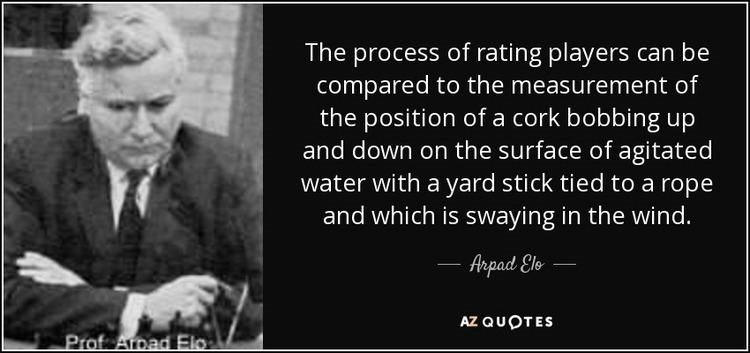 The process of rating players can be
compared to the measurement of
the position of a cork bobbing up
and down on the surface of agitated
water with a yard stick tied to a rope
and which is swaying in the wind.
Arpad Elo
AZ QUOTES
Prof. Arpad Elo